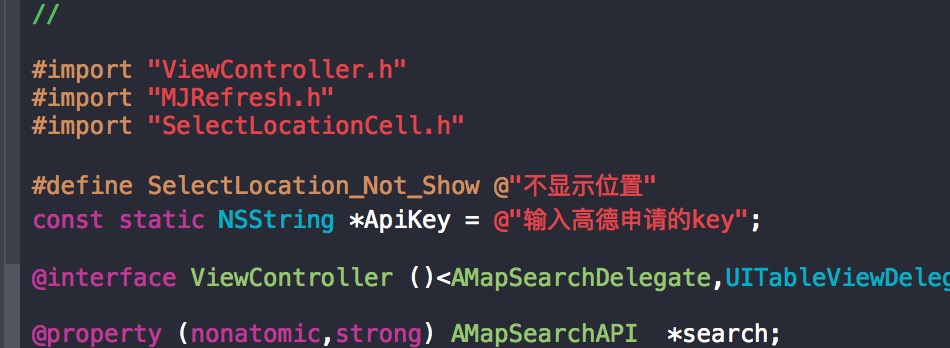 //
#import "ViewController.h"
#import "MJRefresh.h"
#import "SelectLocationCell.h"
#define SelectLocation_Not_Show @"不显示位置"
const static NSString *ApiKey = @"输入高德申请的key";
@interface ViewController ()<AMapSearchDelegate,UITableViewDeleg
@property (nonatomic,strong) AMapSearchAPI  *search;